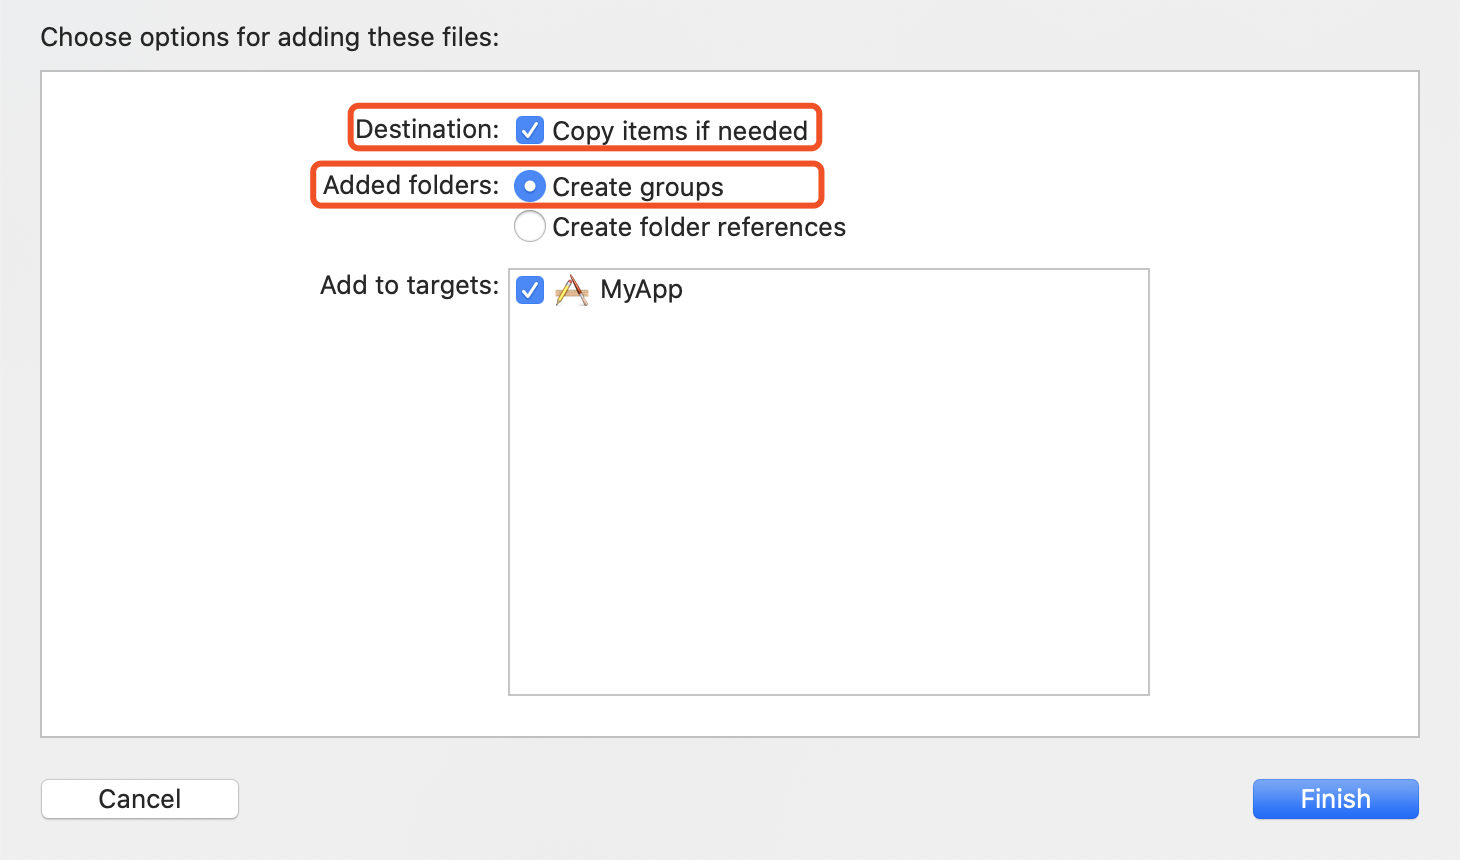 Choose options for adding these files:
Destination: Copy items if needed
Added folders: Create groups
Create folder references
Add to targets: MyApp
Cancel Finish